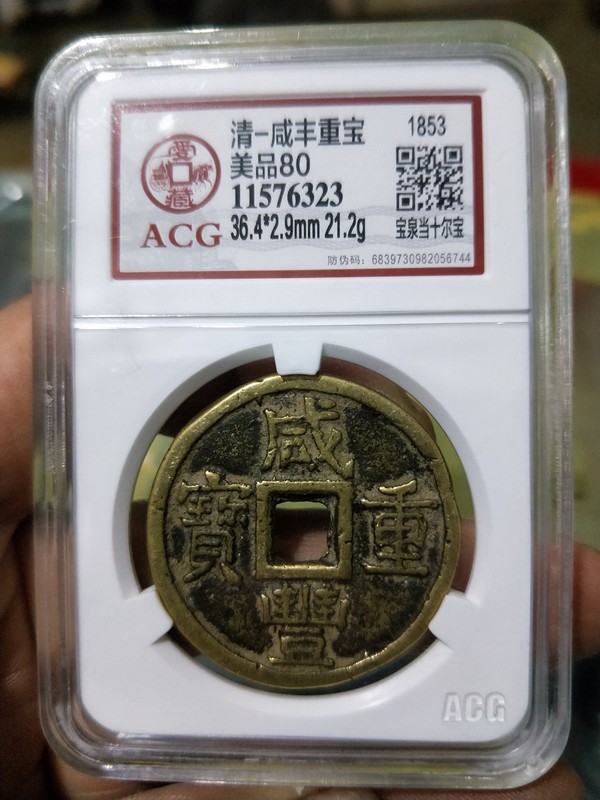 清-咸丰重宝
1853
美品80
11576323
ACG
36.4*2.9mm 21.2g
宝泉当十尔宝
防伪码：6839730982056744
咸
寶 重
豐
ACG